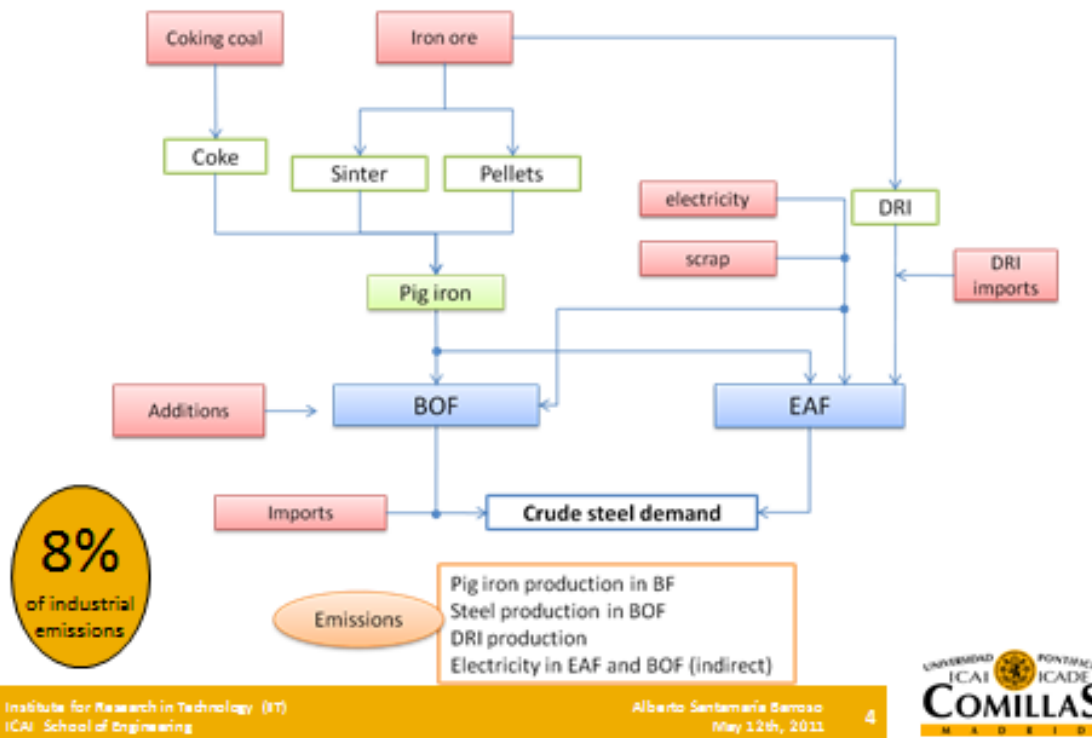 Coking coal
Iron ore
Coke
Sinter
Pellets
electricity
DRI
scrap
DRI
imports
Pig iron
Additions
BOF
EAF
Imports
Crude steel demand
8%
of industrial
emissions
Emissions
Pig iron production in BF
Steel production in BOF
DRI production
Electricity in EAF and BOF (indirect)
Institute for Research in Technology (IIT)
ICAI School of Engineering
Alberto Santamaría Barroso
May 12th, 2011
4
UNIVERSIDAD PONTIFICIA
ICAI ICADE
COMILLAS
MADRID